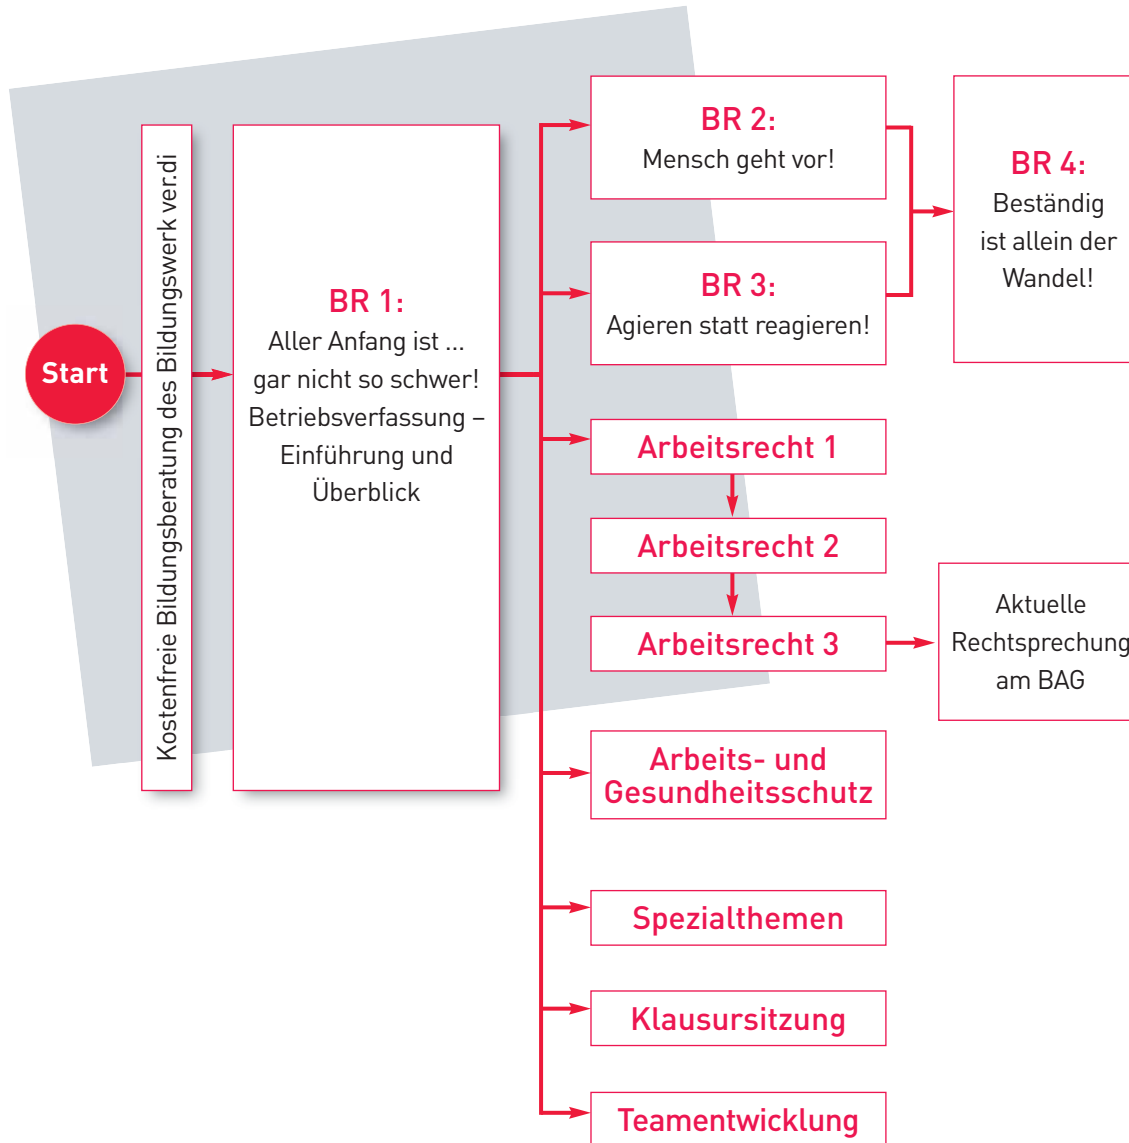 Start
Kostenfreie Bildungsberatung des Bildungswerk ver.di
BR 1:
Aller Anfang ist ...
gar nicht so schwer!
Betriebsverfassung –
Einführung und
Überblick
BR 2:
Mensch geht vor!
BR 3:
Agieren statt reagieren!
BR 4:
Beständig
ist allein der
Wandel!
Arbeitsrecht 1
Arbeitsrecht 2
Arbeitsrecht 3
Aktuelle
Rechtsprechung
am BAG
Arbeits- und
Gesundheitsschutz
Spezialthemen
Klausursitzung
Teamentwicklung